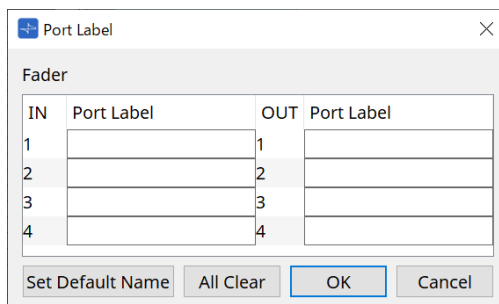 Port Label
Fader
IN Port Label OUT Port Label
1 1
2 2
3 3
4 4
Set Default Name All Clear OK Cancel